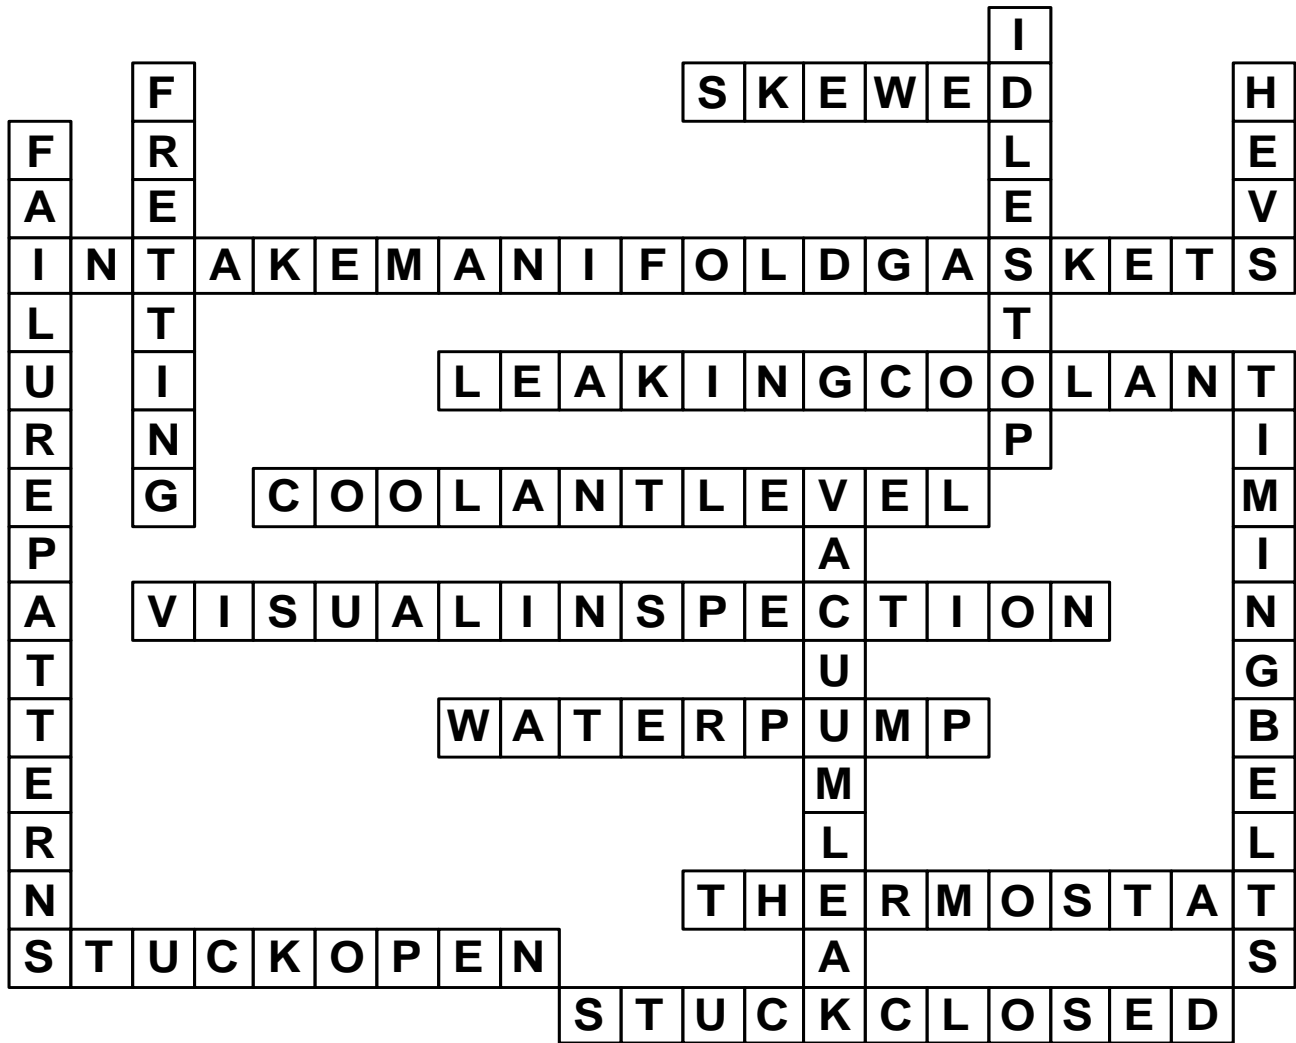 IDLESTOP
FRETTING
SKEWED
HEVS
FAILUREPATTERNS
INTAKEMANIFOLDGASKETS
LEAKINGCOOLANT
TIMINGBELTS
COOLANTLEVEL
VACUUMLEAK
VISUALINSPECTION
WATERPUMP
THERMOSTAT
STUCKOPEN
STUCKCLOSED